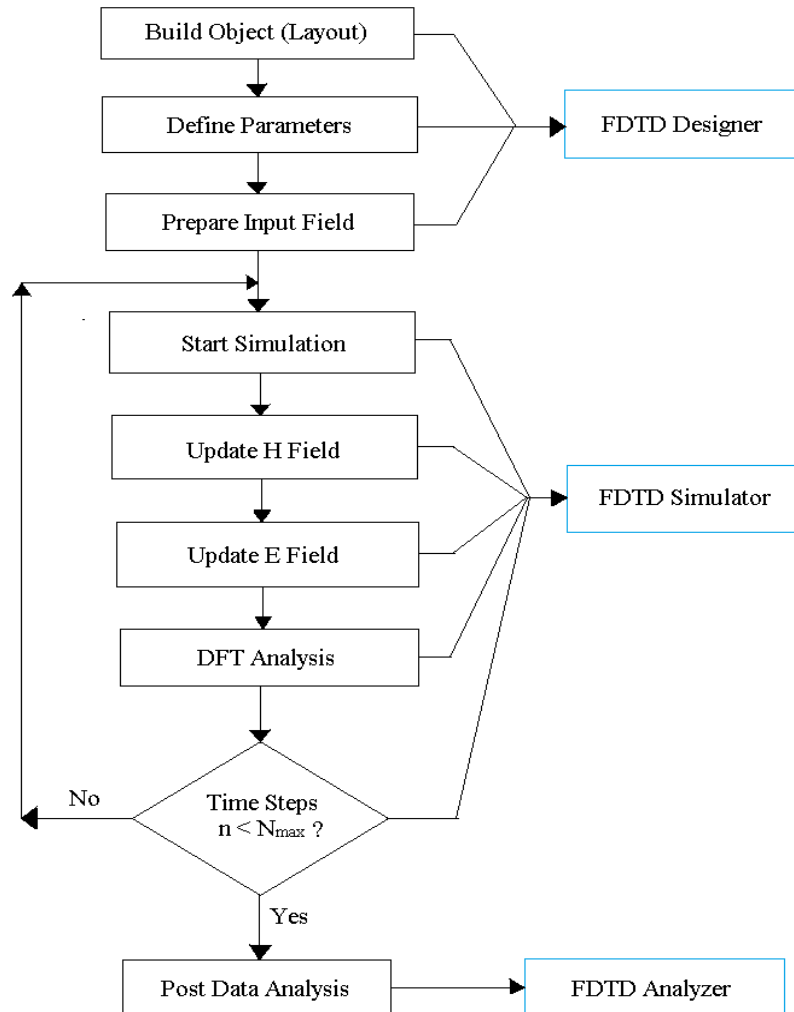 Build Object (Layout)
Define Parameters
FDTD Designer
Prepare Input Field
Start Simulation
Update H Field
FDTD Simulator
Update E Field
DFT Analysis
No
Time Steps
n < Nmax ?
Yes
Post Data Analysis
FDTD Analyzer